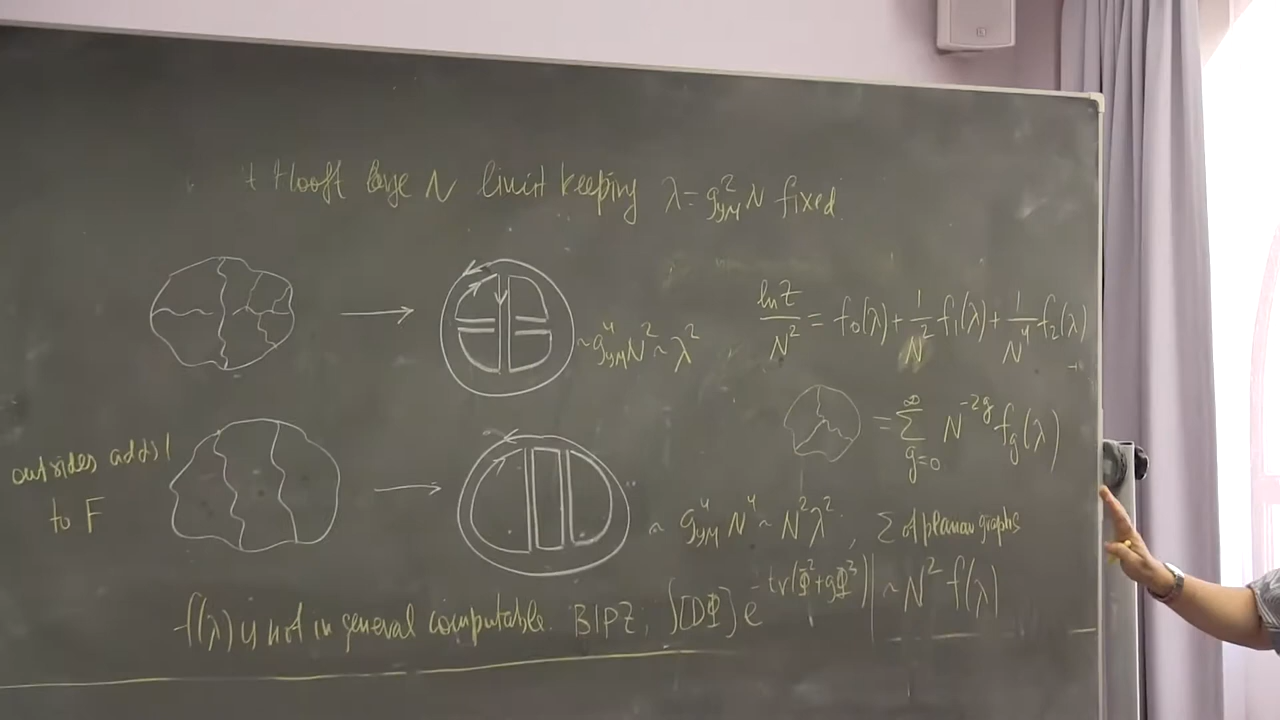 't Hooft large N limit keeping λ = g²_YM N fixed.
~ g⁴_YM N² ~ λ²
lnZ/N² = f₀(λ) + 1/N² f₁(λ) + 1/N⁴ f₂(λ)
= Σ_{g=0}^{∞} N^{-2g} f_g(λ)
outsides adds 1
to F
~ g⁴_YM N⁴ ~ N² λ², Σ of planar graphs
f(λ) is not in general computable. BIPZ; ∫[DΦ] e^{-tr(Φ²+gΦ³)}| ~ N² f(λ)